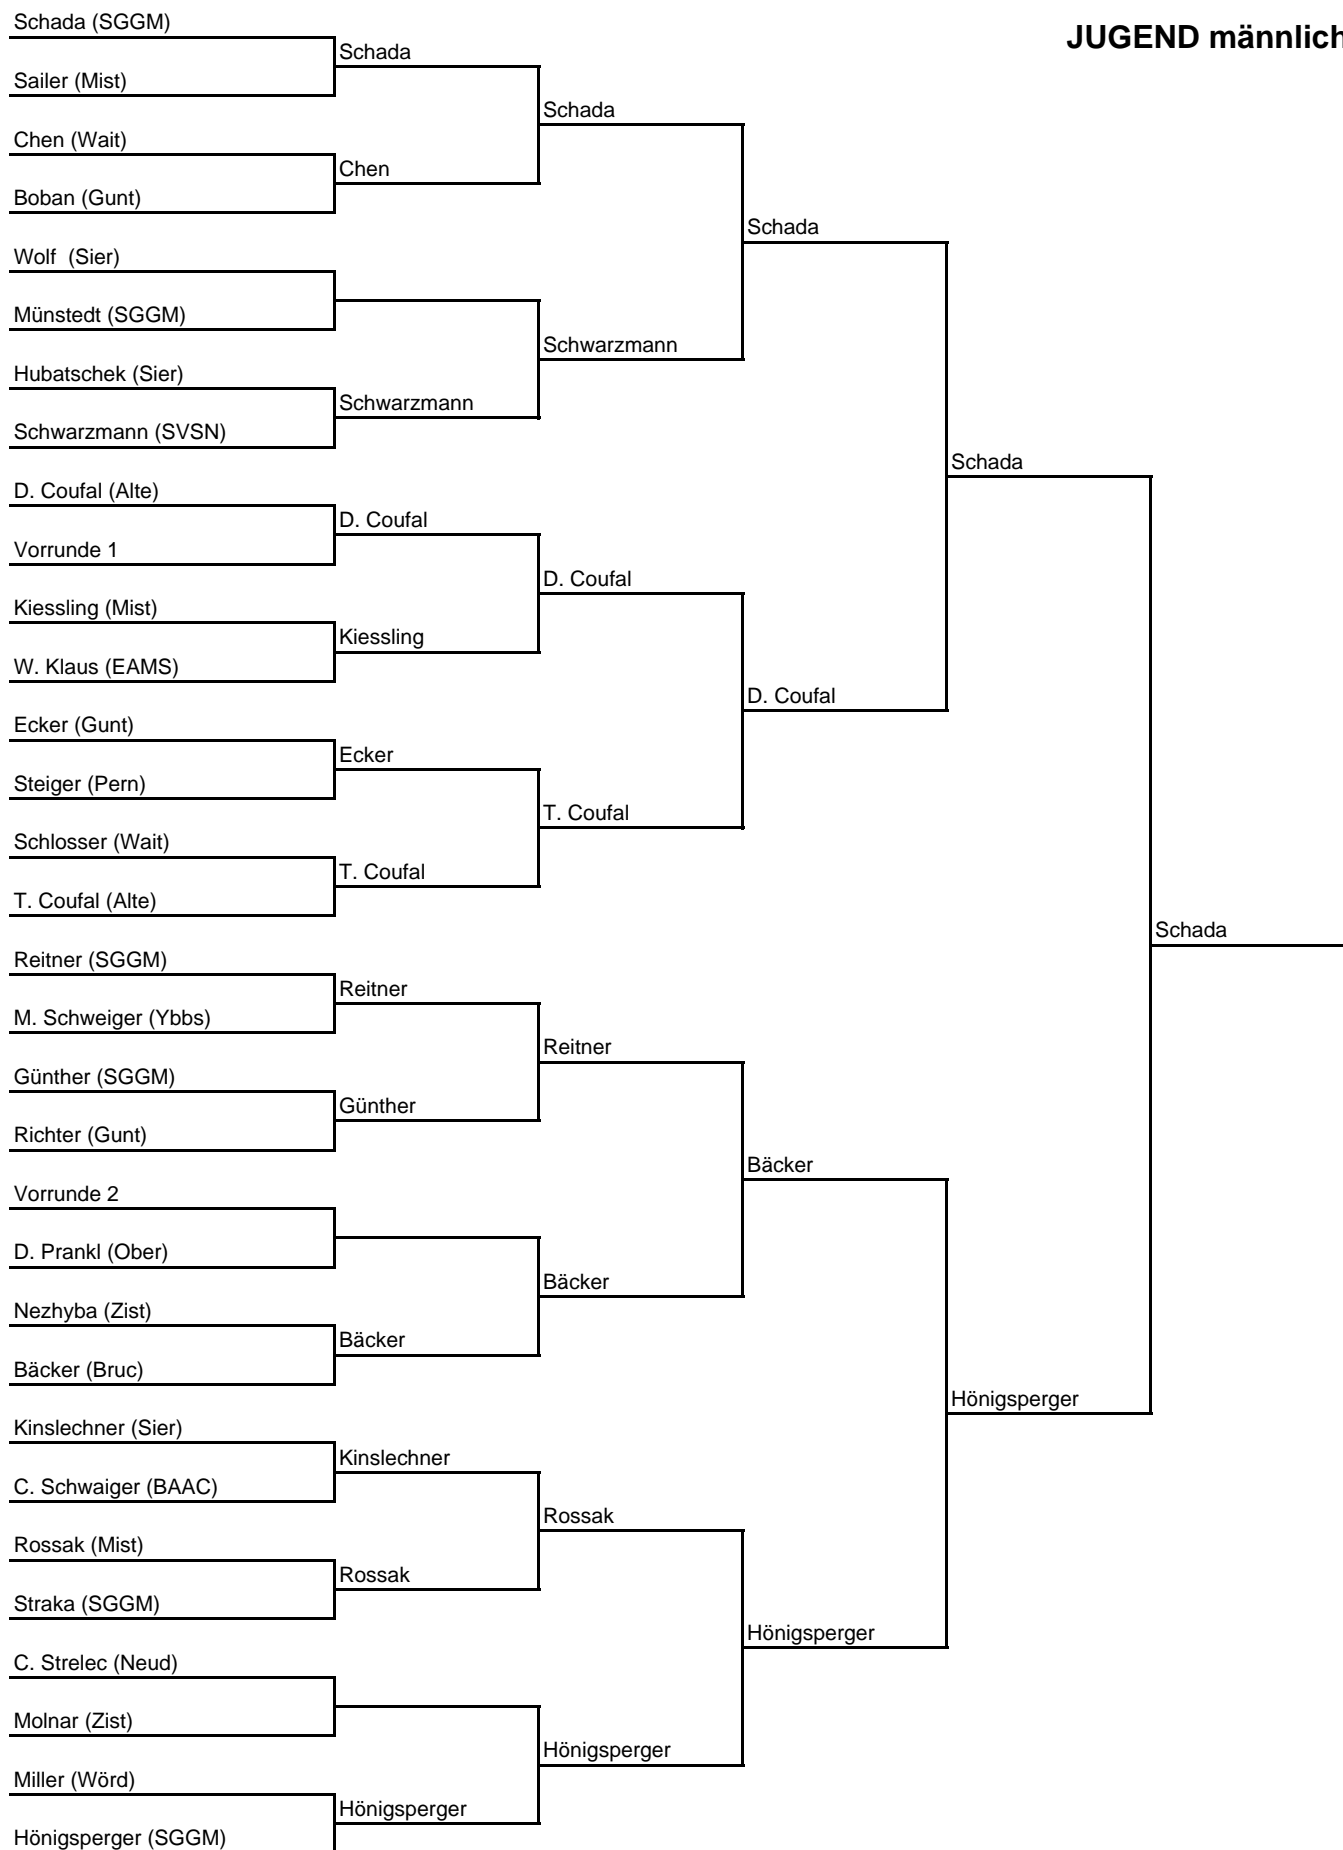 JUGEND männlich
Schada (SGGM)
Sailer (Mist)
Chen (Wait)
Boban (Gunt)
Wolf  (Sier)
Münstedt (SGGM)
Hubatschek (Sier)
Schwarzmann (SVSN)
D. Coufal (Alte)
Vorrunde 1
Kiessling (Mist)
W. Klaus (EAMS)
Ecker (Gunt)
Steiger (Pern)
Schlosser (Wait)
T. Coufal (Alte)
Reitner (SGGM)
M. Schweiger (Ybbs)
Günther (SGGM)
Richter (Gunt)
Vorrunde 2
D. Prankl (Ober)
Nezhyba (Zist)
Bäcker (Bruc)
Kinslechner (Sier)
C. Schwaiger (BAAC)
Rossak (Mist)
Straka (SGGM)
C. Strelec (Neud)
Molnar (Zist)
Miller (Wörd)
Hönigsperger (SGGM)
Schada
Chen
Schwarzmann
D. Coufal
Kiessling
Ecker
T. Coufal
Reitner
Günther
Bäcker
Kinslechner
Rossak
Hönigsperger
Schada
Schwarzmann
D. Coufal
T. Coufal
Reitner
Bäcker
Rossak
Hönigsperger
Schada
D. Coufal
Bäcker
Hönigsperger
Schada
Hönigsperger
Schada